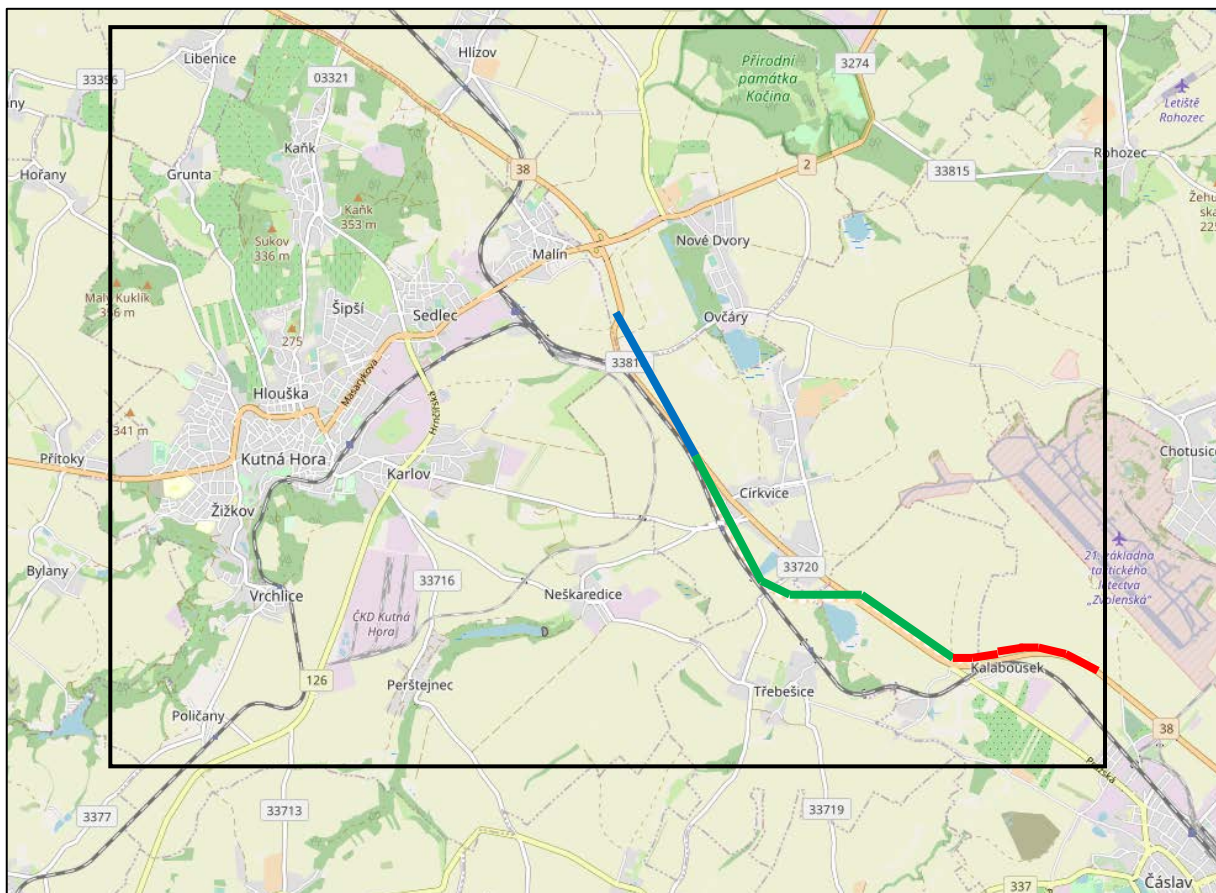 Libenice
Hlízov
33356
03321
3274
Přírodní
památka
Kačina
Letiště
Rohozec
Kaňk
Rohozec
Hořany
Grunta
38
2
33815
Kaňk
353 m
Sukov
336 m
Malín
Nové Dvory
Malý Kuklík
Šipší
Sedlec
Ovčáry
275
Masarykova
Hlouška
341 m
Hrnčířská
Přítoky
Kutná Hora
Karlov
Chotusice
Církvice
Žižkov
33720
21. základna
taktického
letectva
„Zvolenská“
Bylany
33716
Neškaredice
Vrchlice
ČKD Kutná
Hora
Kalabousek
126
Perštejnec
Třebešice
Poličany
38
Pražská
3377
33713
33719
337
Čáslav